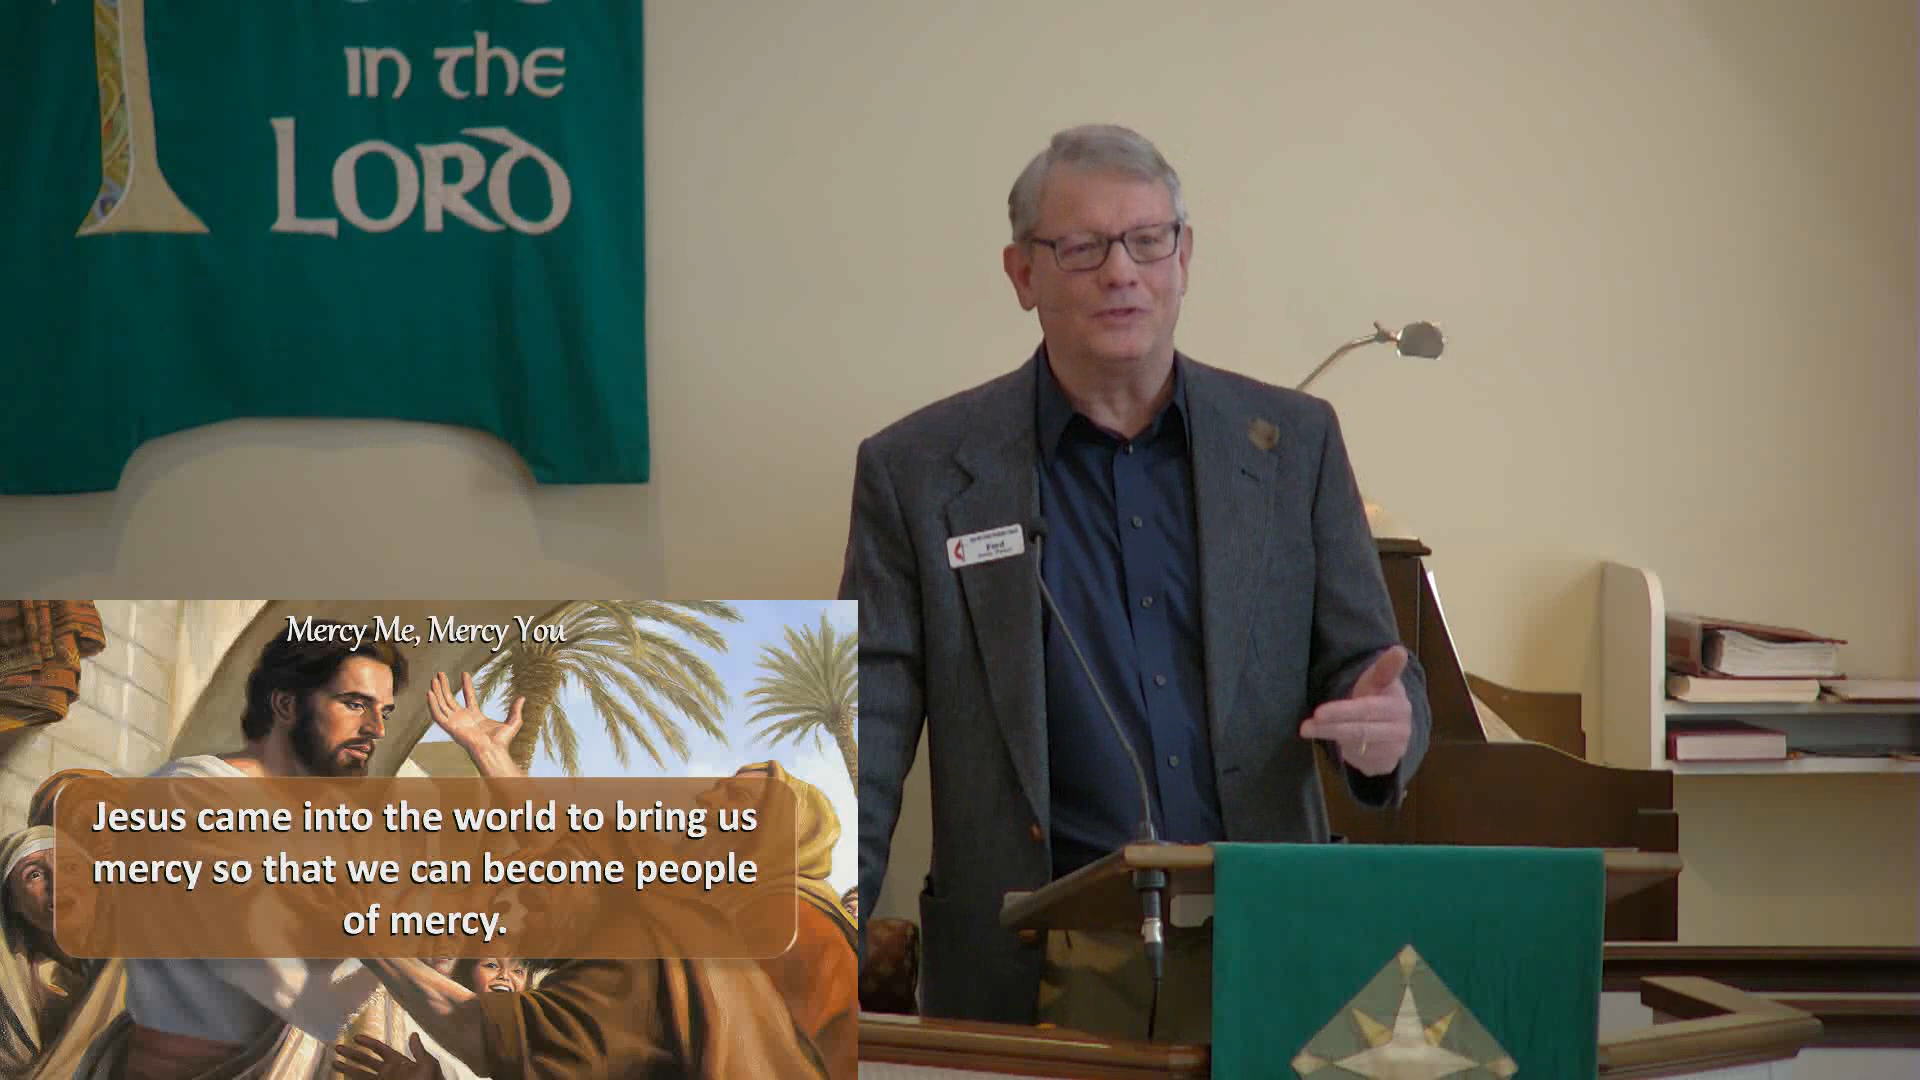 in the
LORD
Ford
Mercy Me, Mercy You
Jesus came into the world to bring us
mercy so that we can become people
of mercy.